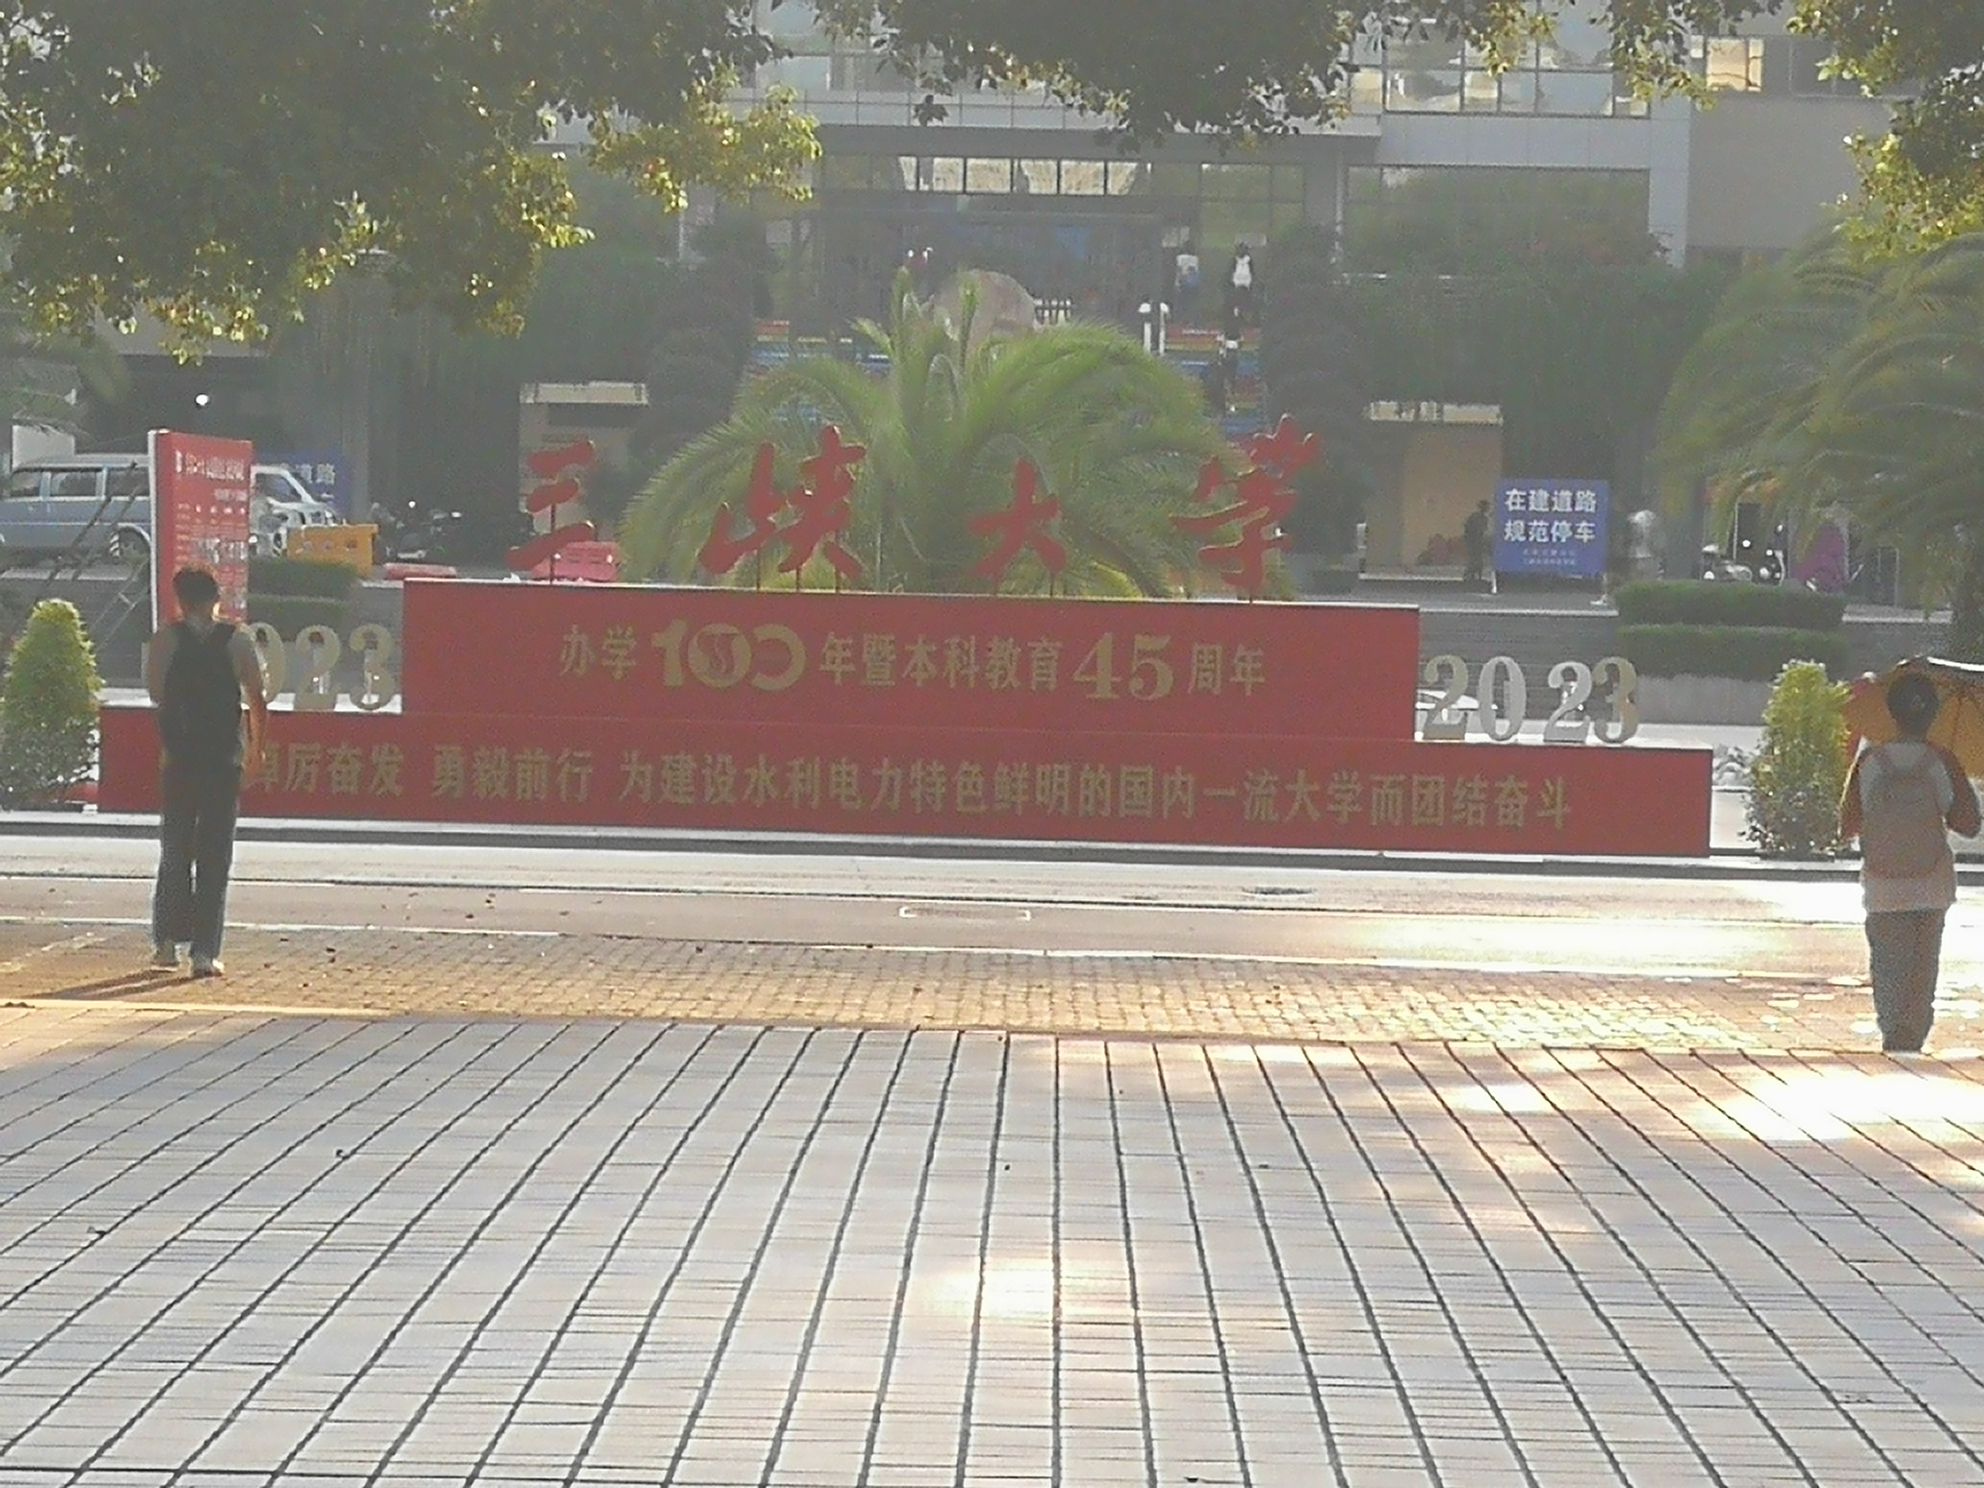 三峡大学
办学100年暨本科教育45周年
023
2023
厉奋发 勇毅前行 为建设水利电力特色鲜明的国内一流大学而团结奋斗
在建道路
规范停车
道路